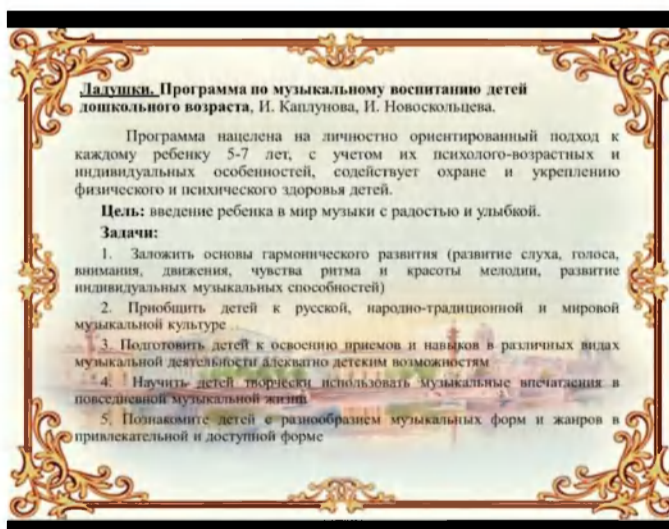 Ладушки. Программа по музыкальному воспитанию детей
дошкольного возраста, И. Каплунова, И. Новоскольцева.
Программа нацелена на личностно ориентированный подход к
каждому ребенку 5-7 лет, с учетом их психолого-возрастных и
индивидуальных особенностей, содействует охране и укреплению
физического и психического здоровья детей.
Цель: введение ребенка в мир музыки с радостью и улыбкой.
Задачи:
1. Заложить основы гармонического развития (развитие слуха, голоса,
внимания, движения, чувства ритма и красоты мелодии, развитие
индивидуальных музыкальных способностей)
2. Приобщить детей к русской, народно-традиционной и мировой
музыкальной культуре
3. Подготовить детей к освоению приемов и навыков в различных видах
музыкальной деятельности адекватно детским возможностям
4. Научить детей творчески использовать музыкальные впечатления в
повседневной музыкальной жизни
5. Познакомите детей с разнообразием музыкальных форм и жанров в
привлекательной и доступной форме